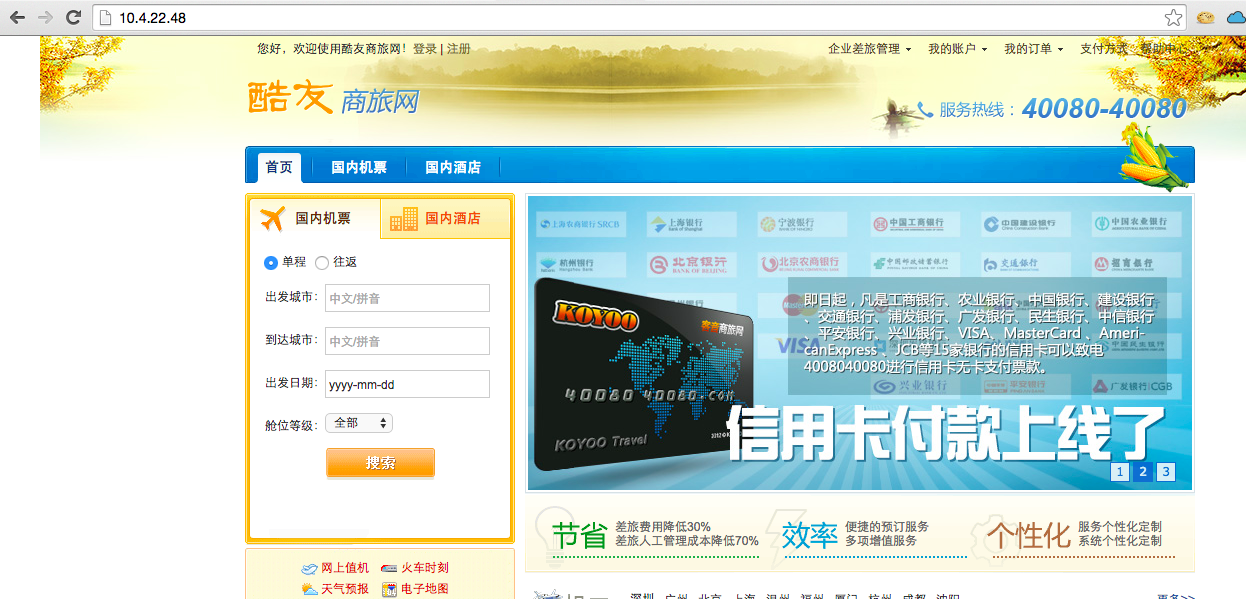 10.4.22.48
您好，欢迎使用酷友商旅网! 登录 | 注册
企业差旅管理 我的账户 我的订单 支付方式 帮助中心
酷友 商旅网
服务热线：40080-40080
首页 国内机票 国内酒店
国内机票 国内酒店
单程 往返
出发城市： 中文/拼音
到达城市： 中文/拼音
出发日期： yyyy-mm-dd
舱位等级： 全部
搜索
上海农商银行 SRCB 上海银行 Bank of Shanghai 宁波银行 中国工商银行 中国建设银行 China Construction Bank 中国农业银行
杭州银行 北京银行 BANK OF BEIJING 北京农商银行 中国邮政储蓄银行 交通银行 招商银行
即日起，凡是工商银行、农业银行、中国银行、建设银行
、交通银行、浦发银行、广发银行、民生银行、中信银行
、平安银行、兴业银行、VISA、MasterCard 、Ameri-
canExpress 、JCB等15家银行的信用卡可以致电
4008040080进行信用卡无卡支付票款。
VISA 中国民生银行
兴业银行 平安银行 广发银行|CGB
KOYOO 商旅网
40080 40080.COM
KOYOO Travel
信用卡付款上线了
1 2 3
节省 差旅费用降低30%
差旅人工管理成本降低70%
效率 便捷的预订服务
多项增值服务
个性化 服务个性化定制
系统个性化定制
网上值机 火车时刻
天气预报 电子地图
深圳 广州 北京 上海 温州 福州 厦门 杭州 成都 沈阳 更多>>